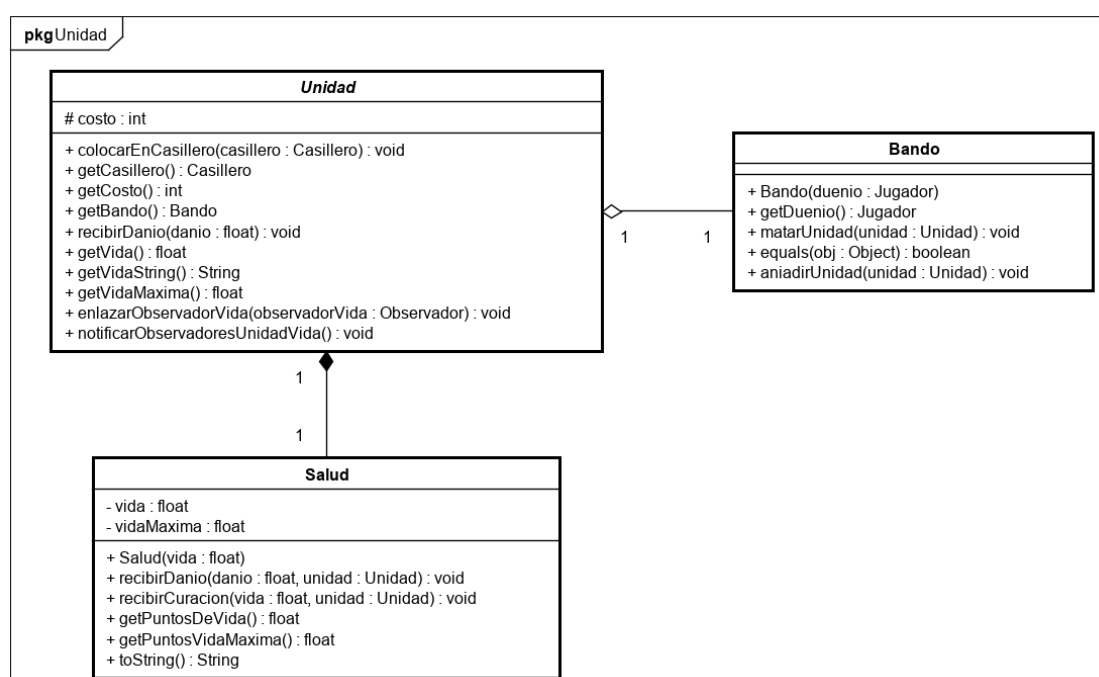 pkg Unidad
Unidad
# costo : int
+ colocarEnCasillero(casillero : Casillero) : void
+ getCasillero() : Casillero
+ getCosto() : int
+ getBando() : Bando
+ recibirDanio(danio : float) : void
+ getVida() : float
+ getVidaString() : String
+ getVidaMaxima() : float
+ enlazarObservadorVida(observadorVida : Observador) : void
+ notificarObservadoresUnidadVida() : void
1
1
Bando
+ Bando(duenio : Jugador)
+ getDuenio() : Jugador
+ matarUnidad(unidad : Unidad) : void
+ equals(obj : Object) : boolean
+ aniadirUnidad(unidad : Unidad) : void
1
1
Salud
- vida : float
- vidaMaxima : float
+ Salud(vida : float)
+ recibirDanio(danio : float, unidad : Unidad) : void
+ recibirCuracion(vida : float, unidad : Unidad) : void
+ getPuntosDeVida() : float
+ getPuntosVidaMaxima() : float
+ toString() : String